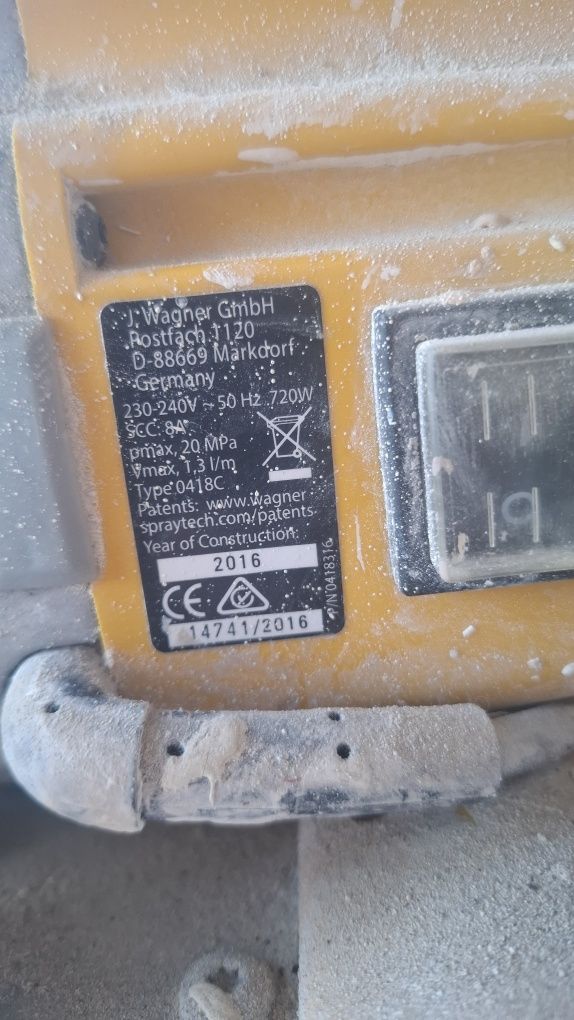 J. Wagner GmbH
Postfach 1120
D-88669 Markdorf
Germany
230-240V ~ 50 Hz 720W
SCC. 8A
pmax. 20 MPa
Vmax. 1,3 l/m
Type 0418C
Patents: www.wagner
spraytech.com/patents
Year of Construction:
2016
CE
14741/2016
P/N 0418316